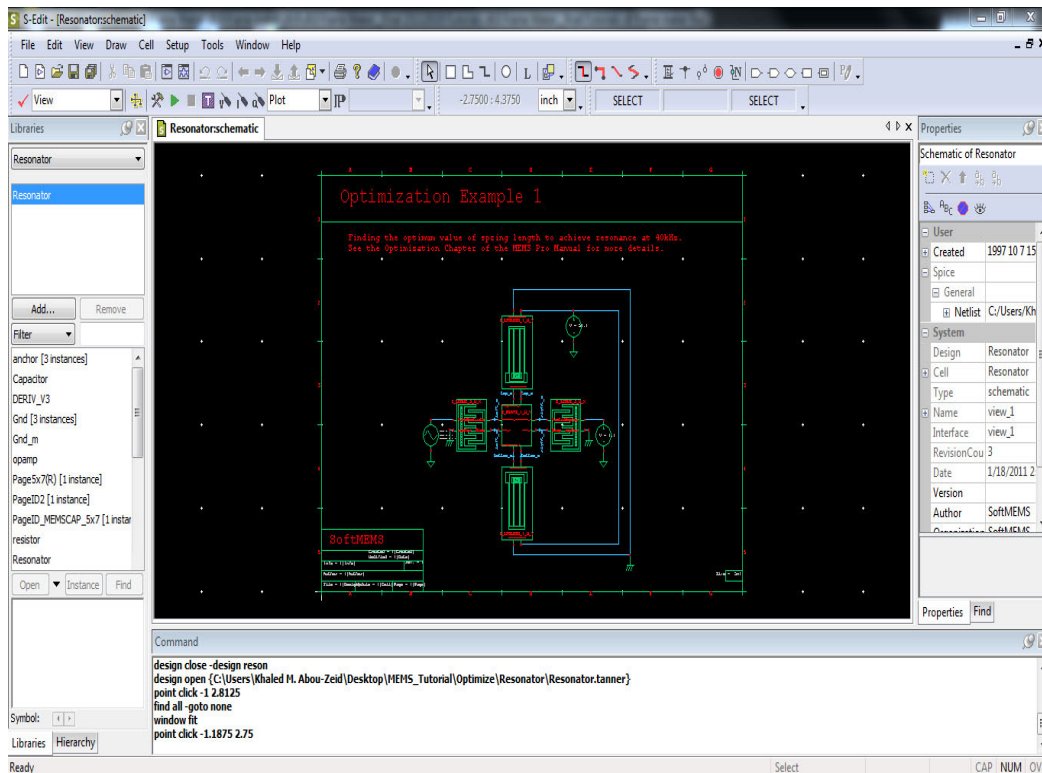 S-Edit - [Resonator:schematic]
File Edit View Draw Cell Setup Tools Window Help
View Plot -2.7500 : 4.3750 inch SELECT SELECT
Libraries
Resonator
Resonator
Add... Remove
Filter
anchor [3 instances]
Capacitor
DERIV_V3
Gnd [3 instances]
Gnd_m
opamp
Page5x7(R) [1 instance]
PageID2 [1 instance]
PageID_MEMSCAP_5x7 [1 instar
resistor
Resonator
Open Instance Find
Symbol:
Libraries Hierarchy
Resonator:schematic
Optimization Example 1
Finding the optimum value of spring length to achieve resonance at 40kHz.
See the Optimization Chapter of the MEMS Pro Manual for more details.
SoftMEMS
Command
design close -design reson
design open {C:\Users\Khaled M. Abou-Zeid\Desktop\MEMS_Tutorial\Optimize\Resonator\Resonator.tanner}
point click -1 2.8125
find all -goto none
window fit
point click -1.1875 2.75
Properties
Schematic of Resonator
User
Created 1997 10 7 15
Spice
General
Netlist C:/Users/Kh
System
Design Resonator
Cell Resonator
Type schematic
Name view_1
Interface view_1
RevisionCou 3
Date 1/18/2011 2
Version
Author SoftMEMS
Properties Find
Ready Select CAP NUM OV